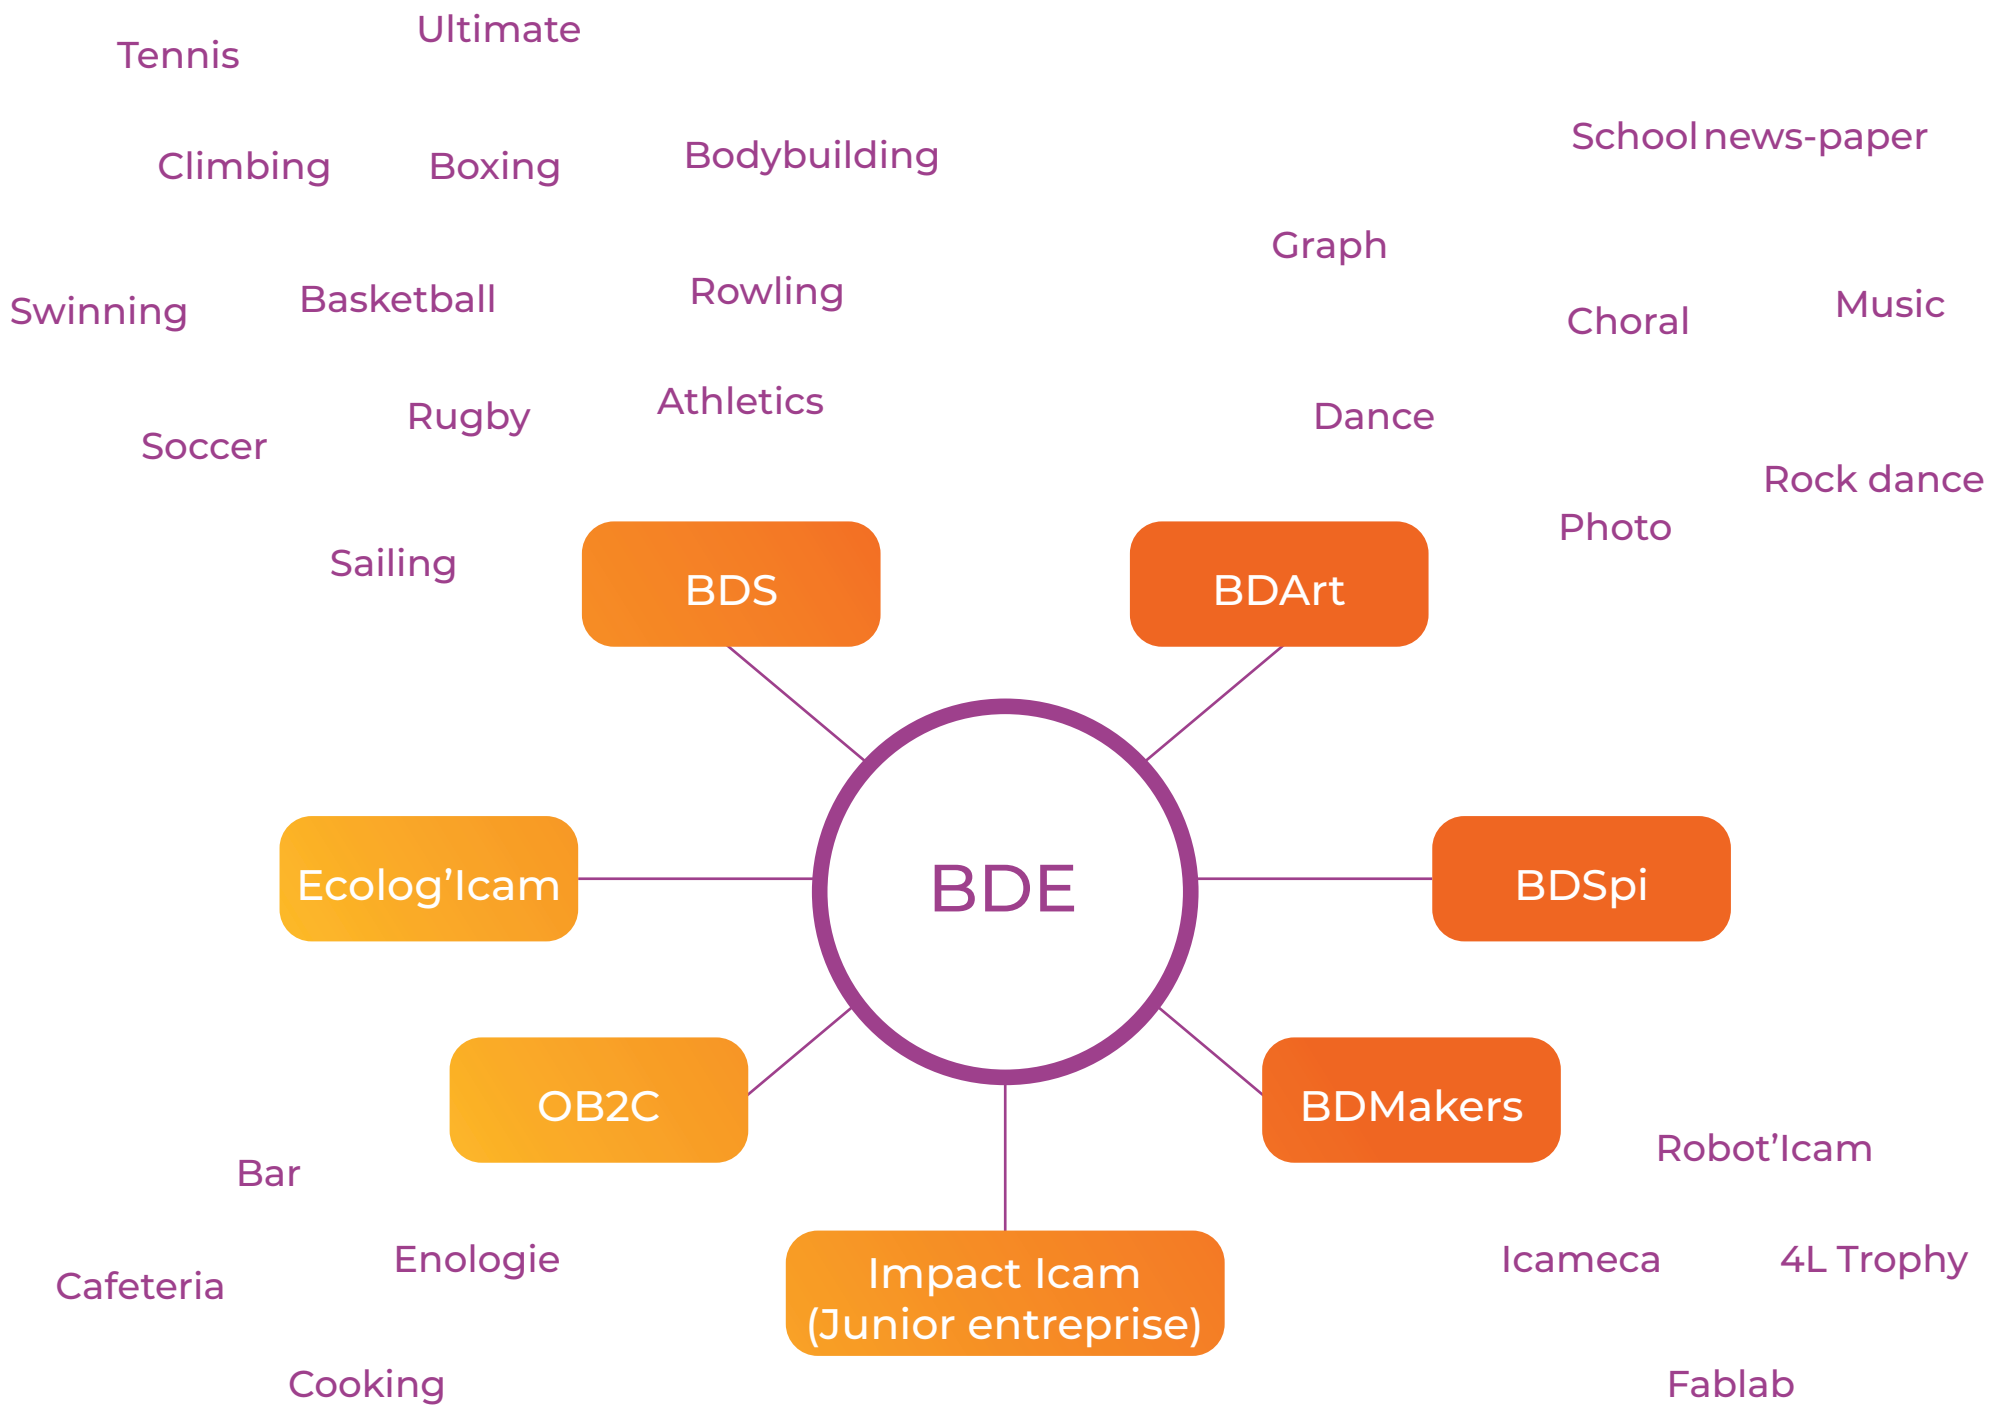 Ultimate
Tennis
School news-paper
Bodybuilding
Climbing
Boxing
Graph
Rowling
Basketball
Music
Swinning
Choral
Athletics
Rugby
Dance
Soccer
Rock dance
Photo
Sailing
BDS
BDArt
Ecolog’Icam
BDE
BDSpi
OB2C
BDMakers
Robot’Icam
Bar
Enologie
Icameca
4L Trophy
Cafeteria
Impact Icam
(Junior entreprise)
Cooking
Fablab